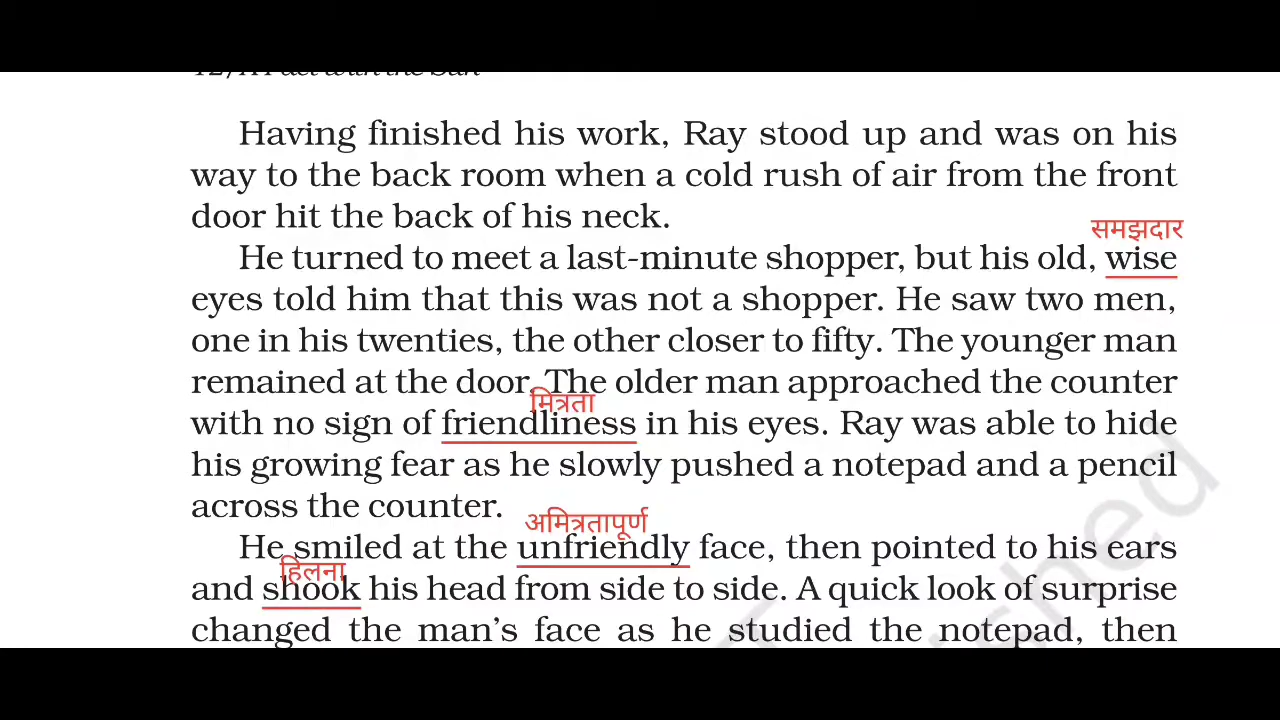 12/A Pact with the Sun
Having finished his work, Ray stood up and was on his
way to the back room when a cold rush of air from the front
door hit the back of his neck.
समझदार
He turned to meet a last-minute shopper, but his old, wise
eyes told him that this was not a shopper. He saw two men,
one in his twenties, the other closer to fifty. The younger man
remained at the door. The older man approached the counter
मित्रता
with no sign of friendliness in his eyes. Ray was able to hide
his growing fear as he slowly pushed a notepad and a pencil
across the counter.
अमित्रतापूर्ण
He smiled at the unfriendly face, then pointed to his ears
हिलना
and shook his head from side to side. A quick look of surprise
changed the man’s face as he studied the notepad, then